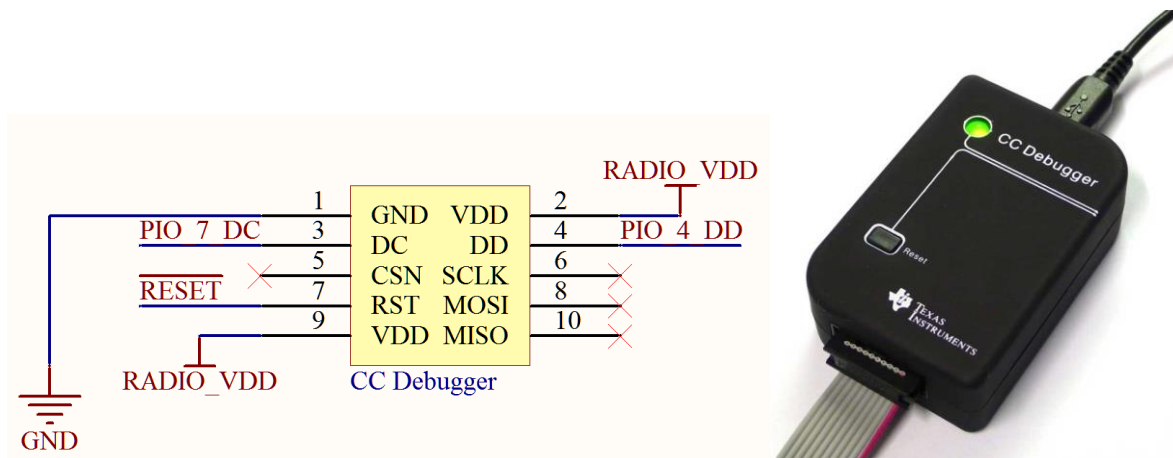 RADIO_VDD
1 GND VDD 2
PIO_7_DC 3 DC DD 4 PIO_4_DD
5 CSN SCLK 6
RESET 7 RST MOSI 8
9 VDD MISO 10
RADIO_VDD
CC Debugger
GND
CC Debugger
Reset
TEXAS
INSTRUMENTS